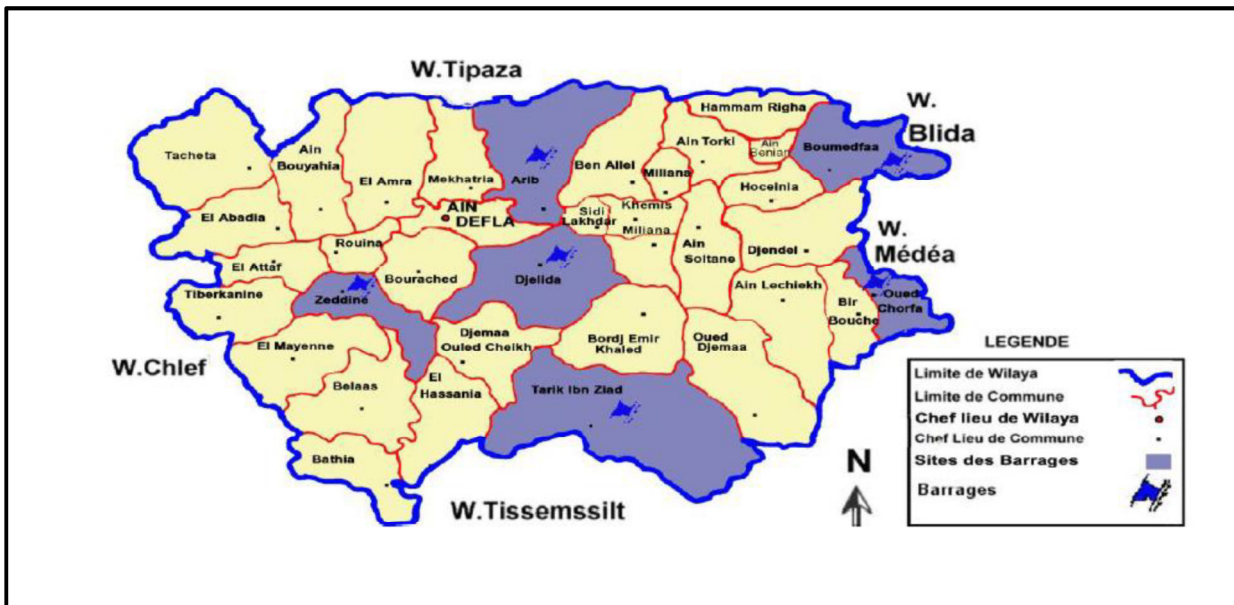 W.Tipaza
W.
Blida
Hammam Righa
Tacheta
Ain
Bouyahia
El Amra
Mekhatria
Arib
Ben Allel
Ain Torki
Ain
Benian
Boumedfaa
Miliana
Hoceinia
El Abadia
AIN
DEFLA
Sidi
Lakhdar
Khemis
Miliana
W.
Médéa
Rouina
Ain
Soltane
Djendel
El Attaf
Bourached
Djelida
Tiberkanine
Zeddine
Ain Lechiekh
Bir
Bouche
Oued
Chorfa
El Mayenne
Djemaa
Ouled Cheikh
Bordj Emir
Khaled
Oued
Djemaa
W.Chlef
Belaas
El
Hassania
Tarik Ibn Ziad
Bathia
W.Tissemssilt
N
LEGENDE
Limite de Wilaya
Limite de Commune
Chef lieu de Wilaya
Chef Lieu de Commune
Sites des Barrages
Barrages